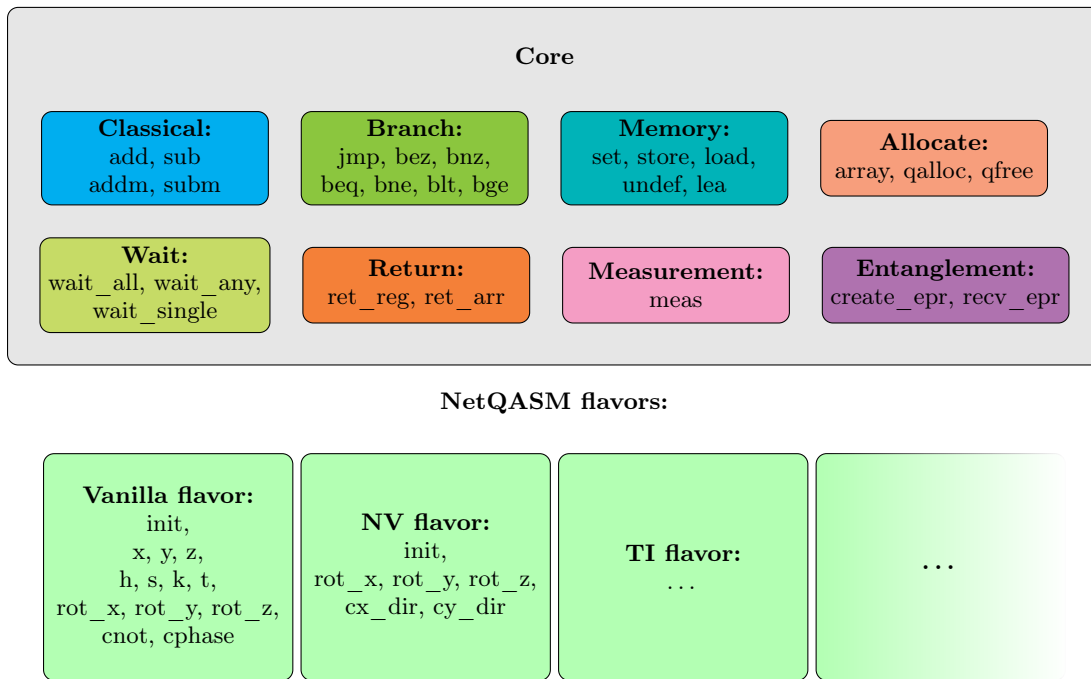 Core
Classical:
add, sub
addm, subm
Branch:
jmp, bez, bnz,
beq, bne, blt, bge
Memory:
set, store, load,
undef, lea
Allocate:
array, qalloc, qfree
Wait:
wait_all, wait_any,
wait_single
Return:
ret_reg, ret_arr
Measurement:
meas
Entanglement:
create_epr, recv_epr
NetQASM flavors:
Vanilla flavor:
init,
x, y, z,
h, s, k, t,
rot_x, rot_y, rot_z,
cnot, cphase
NV flavor:
init,
rot_x, rot_y, rot_z,
cx_dir, cy_dir
TI flavor:
...
...